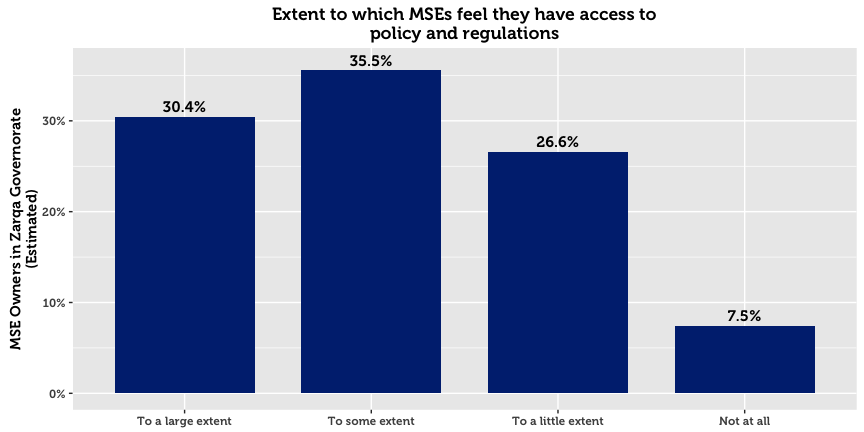 Extent to which MSEs feel they have access to
policy and regulations
MSE Owners in Zarqa Governorate
(Estimated)
30%
20%
10%
0%
30.4%
35.5%
26.6%
7.5%
To a large extent
To some extent
To a little extent
Not at all